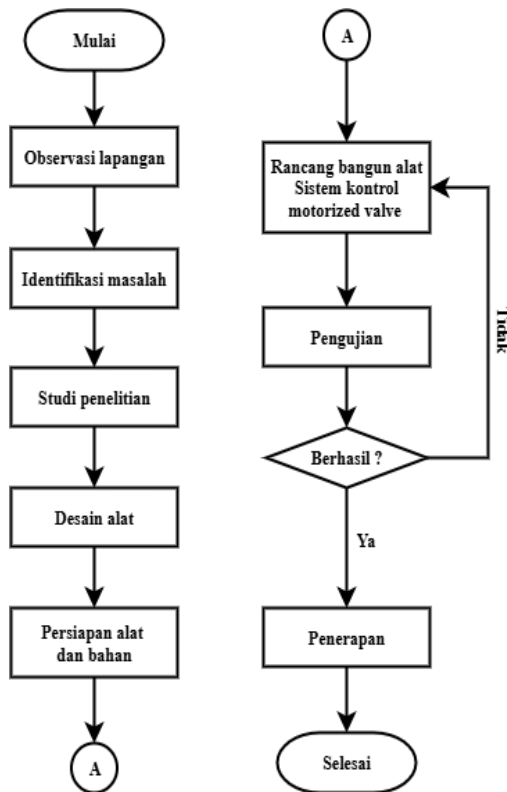 Mulai
Observasi lapangan
Identifikasi masalah
Studi penelitian
Desain alat
Persiapan alat
dan bahan
A
A
Rancang bangun alat
Sistem kontrol
motorized valve
Pengujian
Berhasil ?
Tidak
Ya
Penerapan
Selesai